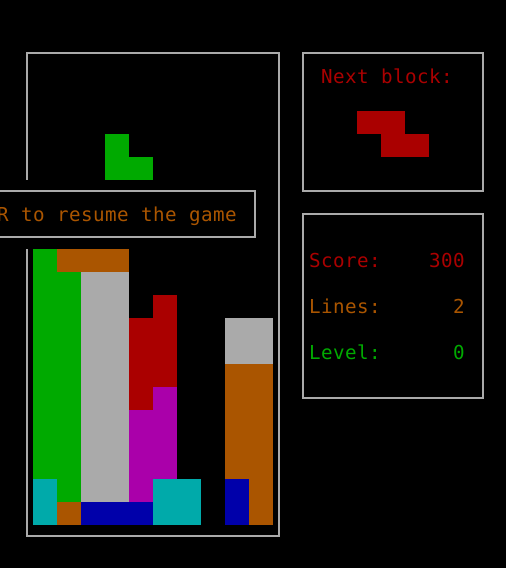 Next block:
R to resume the game
Score: 300
Lines: 2
Level: 0